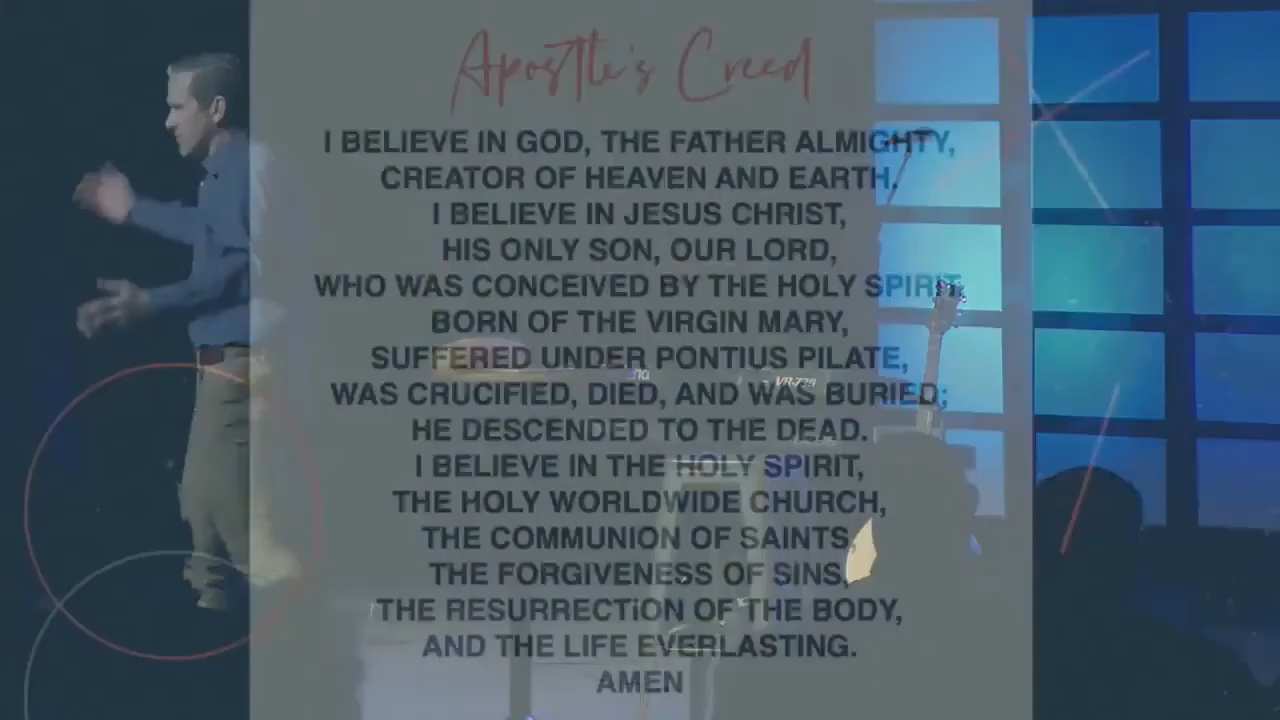 Apostle's Creed
I BELIEVE IN GOD, THE FATHER ALMIGHTY,
CREATOR OF HEAVEN AND EARTH.
I BELIEVE IN JESUS CHRIST,
HIS ONLY SON, OUR LORD,
WHO WAS CONCEIVED BY THE HOLY SPIRIT,
BORN OF THE VIRGIN MARY,
SUFFERED UNDER PONTIUS PILATE,
WAS CRUCIFIED, DIED, AND WAS BURIED;
HE DESCENDED TO THE DEAD.
I BELIEVE IN THE HOLY SPIRIT,
THE HOLY WORLDWIDE CHURCH,
THE COMMUNION OF SAINTS,
THE FORGIVENESS OF SINS,
THE RESURRECTiON OF THE BODY,
AND THE LIFE EVERLASTING.
AMEN